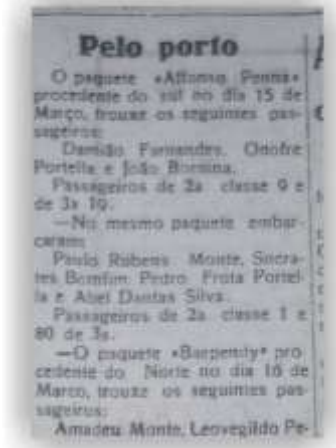 Pelo porto
O paquete «Affonso Penna»
procedente do sul no dia 15 de
Março, trouxe os seguintes pas-
sageiros:
Damião Fernandes, Onofre
Portella e João
Passageiros de 2a classe 9 e
de 3a 19.
—No mesmo paquete embar-
caram:
Paulo Rubens Monte, Socra-
tes Bomfim Pedro Frota Portel-
la e Abel Dantas Silva.
Passageiros de 2a classe 1 e
80 de 3a.
—O paquete pro-
cedente do Norte no dia 16 de
Março, trouxe os seguintes pas-
sageiros:
Amadeu Monte, Leovegildo Pe-